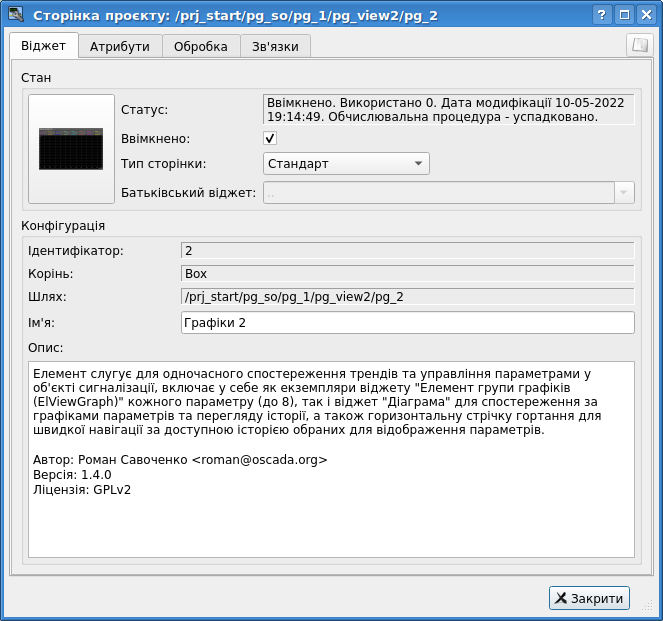 Сторінка проєкту: /prj_start/pg_so/pg_1/pg_view2/pg_2
Віджет
Атрибути
Обробка
Зв'язки
Стан
Статус:
Ввімкнено. Використано 0. Дата модифікації 10-05-2022
19:14:49. Обчислювальна процедура - успадковано.
Ввімкнено:
Тип сторінки:
Стандарт
Батьківський віджет:
..
Конфігурація
Ідентифікатор:
2
Корінь:
Box
Шлях:
/prj_start/pg_so/pg_1/pg_view2/pg_2
Ім'я:
Графіки 2
Опис:
Елемент слугує для одночасного спостереження трендів та управління параметрами у
об'єкті сигналізації, включає у себе як екземпляри віджету "Елемент групи графіків
(ElViewGraph)" кожного параметру (до 8), так і віджет "Діаграма" для спостереження за
графіками параметрів та перегляду історії, а також горизонтальну стрічку гортання для
швидкої навігації за доступною історією обраних для відображення параметрів.
Автор: Роман Савоченко <roman@oscada.org>
Версія: 1.4.0
Ліцензія: GPLv2
Закрити